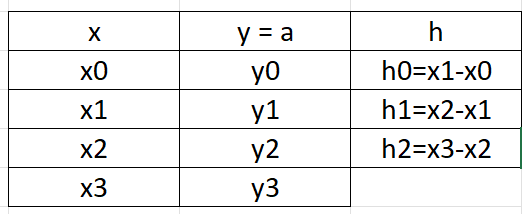 x y = a h
x0 y0 h0=x1-x0
x1 y1 h1=x2-x1
x2 y2 h2=x3-x2
x3 y3